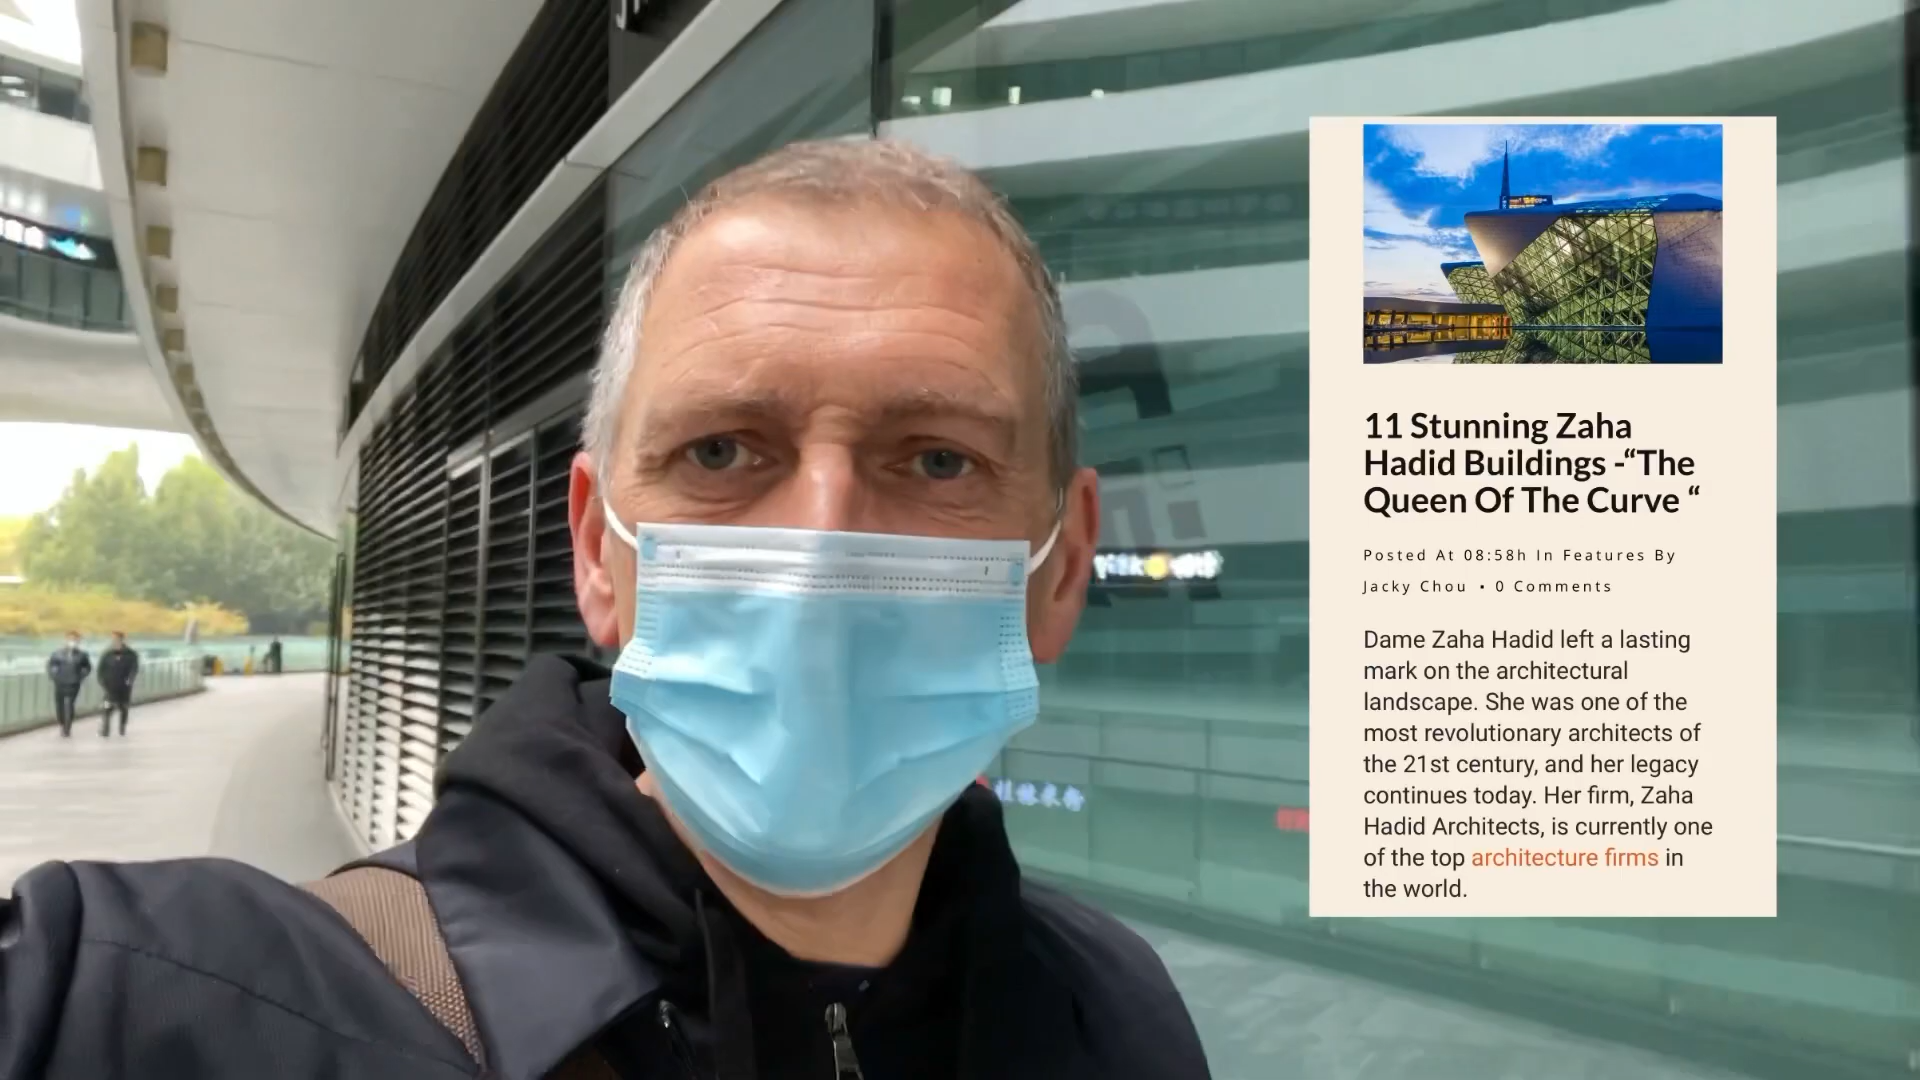 11 Stunning Zaha
Hadid Buildings -“The
Queen Of The Curve “
Posted At 08:58h In Features By
Jacky Chou • 0 Comments
Dame Zaha Hadid left a lasting
mark on the architectural
landscape. She was one of the
most revolutionary architects of
the 21st century, and her legacy
continues today. Her firm, Zaha
Hadid Architects, is currently one
of the top architecture firms in
the world.